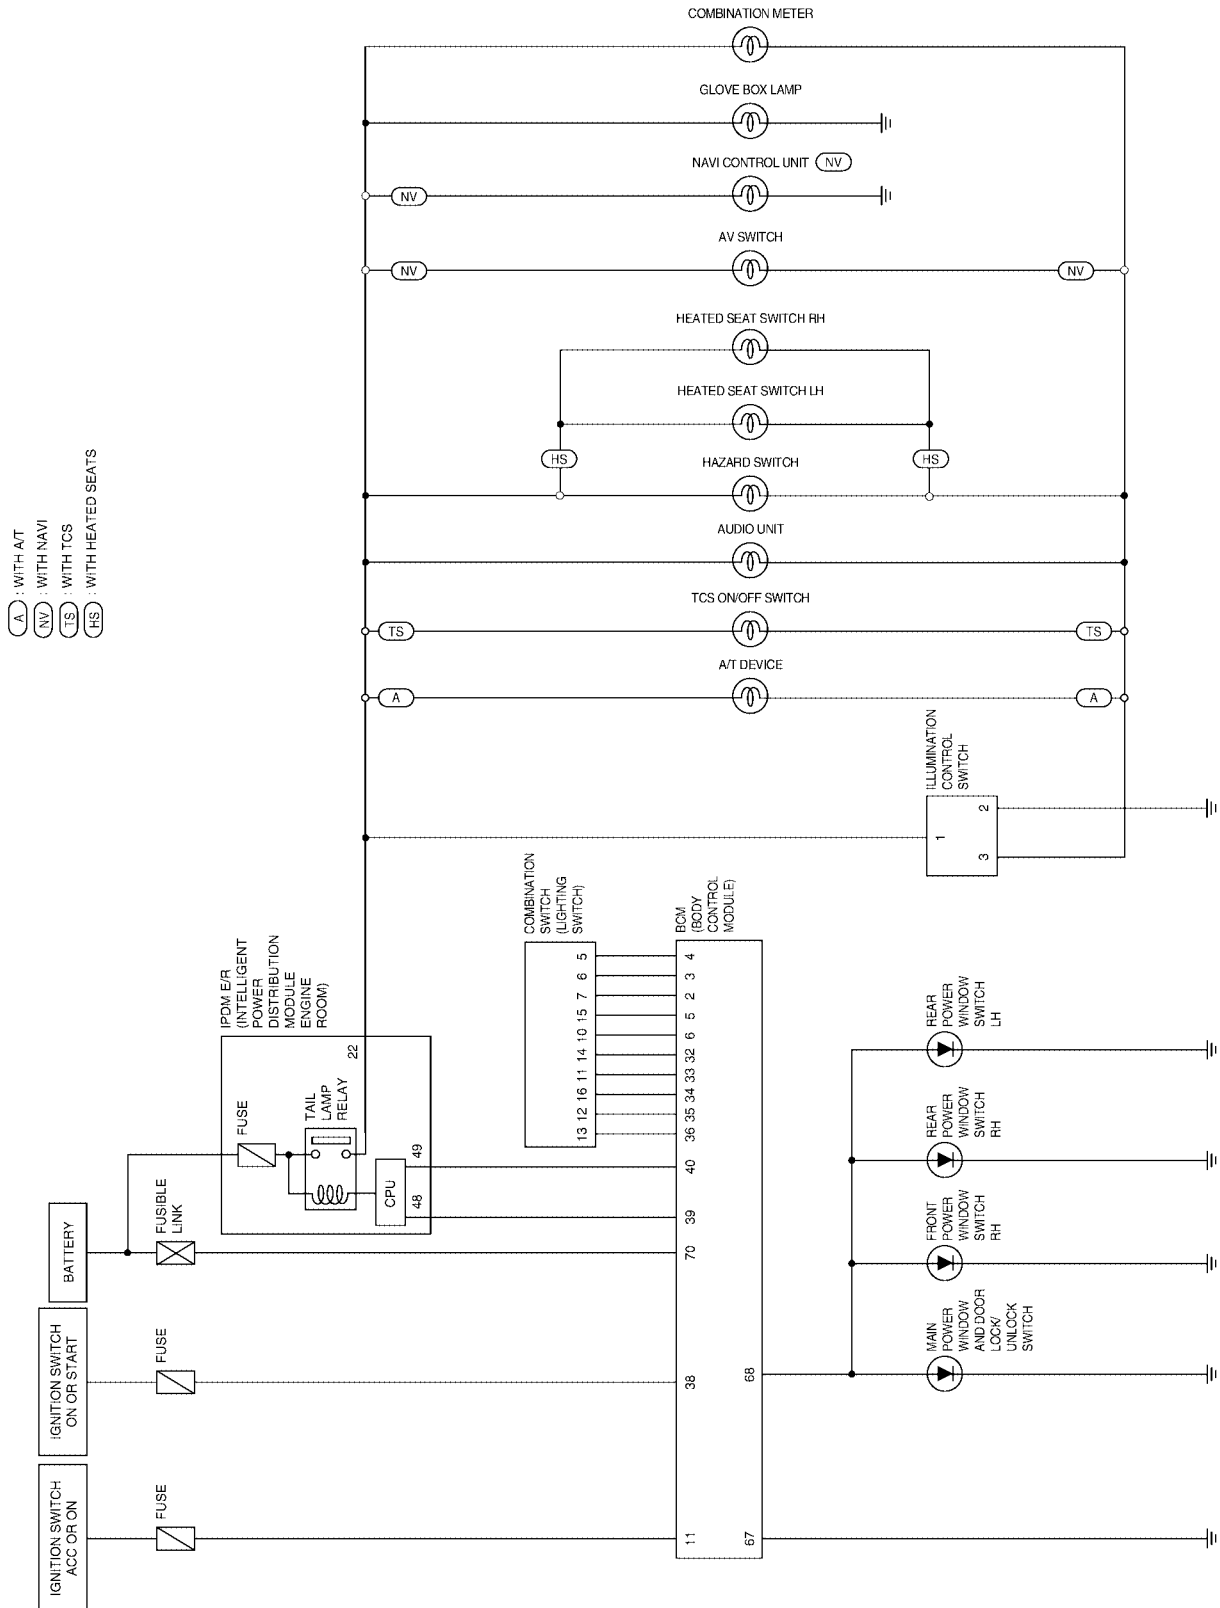 COMBINATION METER
GLOVE BOX LAMP
NAVI CONTROL UNIT NV
NV
AV SWITCH
NV
NV
HEATED SEAT SWITCH RH
HEATED SEAT SWITCH LH
HS
HS
HAZARD SWITCH
AUDIO UNIT
TCS ON/OFF SWITCH
TS
TS
A/T DEVICE
A
A
A : WITH A/T
NV : WITH NAVI
TS : WITH TCS
HS : WITH HEATED SEATS
ILLUMINATION
CONTROL
SWITCH
1
2
3
COMBINATION
SWITCH
(LIGHTING
SWITCH)
13 12 16 11 14 10 15 7 6 5
BCM
(BODY
CONTROL
MODULE)
36 35 34 33 32 6 5 2 3 4
IPDM E/R
(INTELLIGENT
POWER
DISTRIBUTION
MODULE
ENGINE
ROOM)
22
FUSE
TAIL
LAMP
RELAY
CPU
49
48
40
39
70
38
11
68
67
BATTERY
FUSIBLE
LINK
IGNITION SWITCH
ON OR START
FUSE
IGNITION SWITCH
ACC OR ON
FUSE
REAR
POWER
WINDOW
SWITCH
LH
REAR
POWER
WINDOW
SWITCH
RH
FRONT
POWER
WINDOW
SWITCH
RH
MAIN
POWER
WINDOW
AND DOOR
LOCK/
UNLOCK
SWITCH